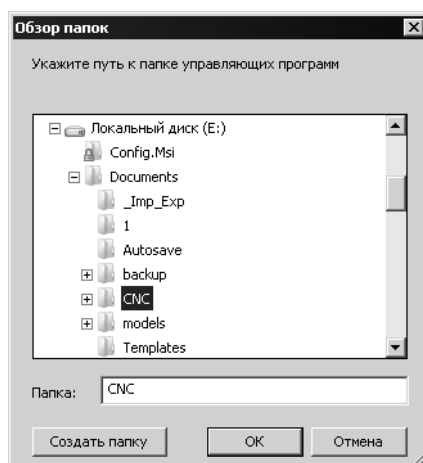 Обзор папок
Укажите путь к папке управляющих программ
Локальный диск (E:)
Config.Msi
Documents
_Imp_Exp
1
Autosave
backup
CNC
models
Templates
Папка: CNC
Создать папку OK Отмена